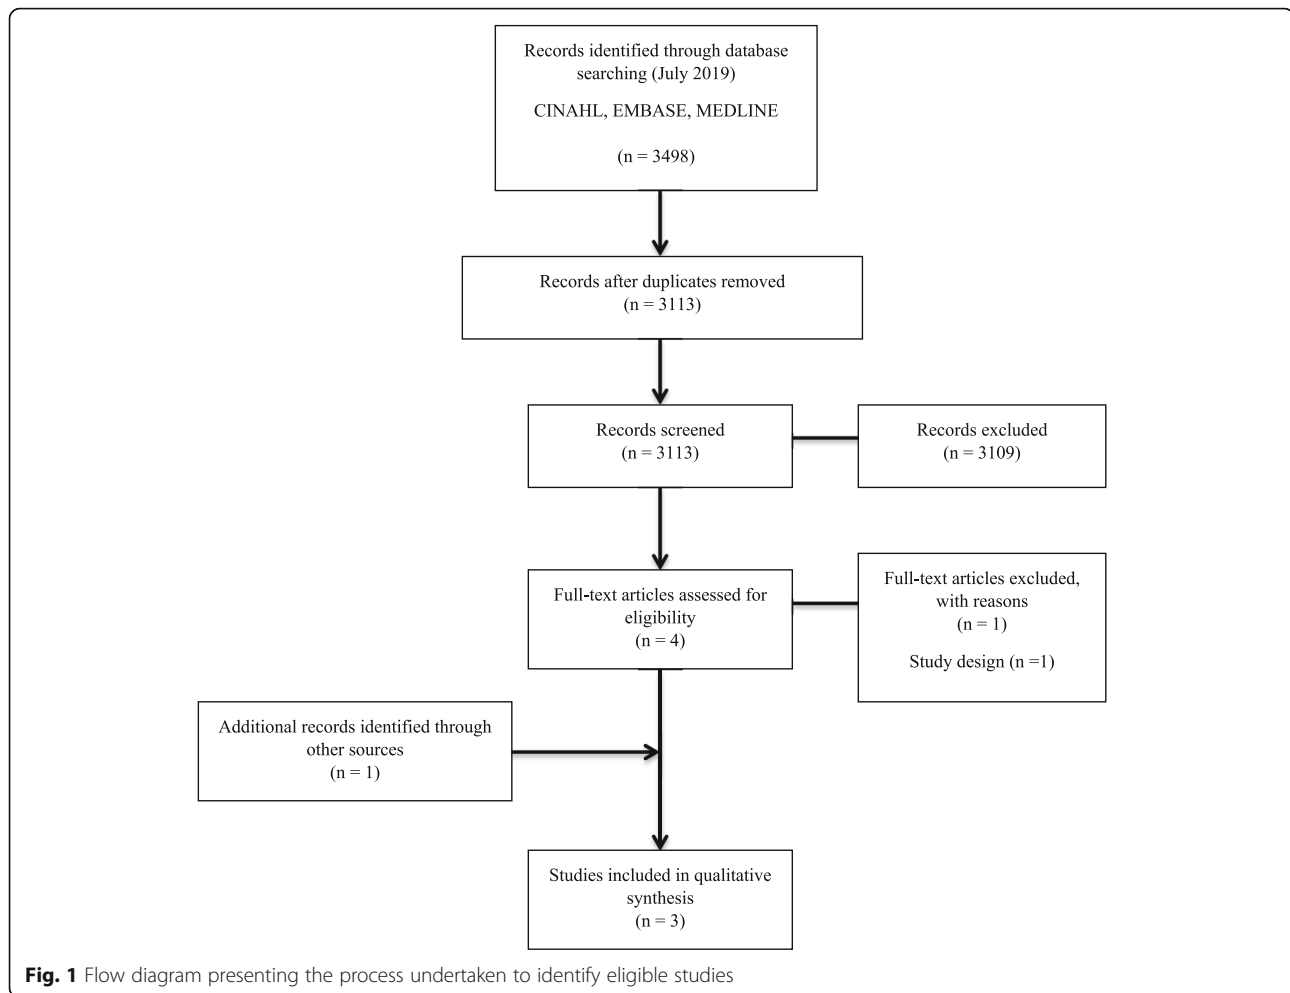 Records identified through database
searching (July 2019)
CINAHL, EMBASE, MEDLINE
(n = 3498)
Records after duplicates removed
(n = 3113)
Records screened
(n = 3113)
Records excluded
(n = 3109)
Full-text articles assessed for
eligibility
(n = 4)
Full-text articles excluded,
with reasons
(n = 1)
Study design (n =1)
Additional records identified through
other sources
(n = 1)
Studies included in qualitative
synthesis
(n = 3)
Fig. 1 Flow diagram presenting the process undertaken to identify eligible studies